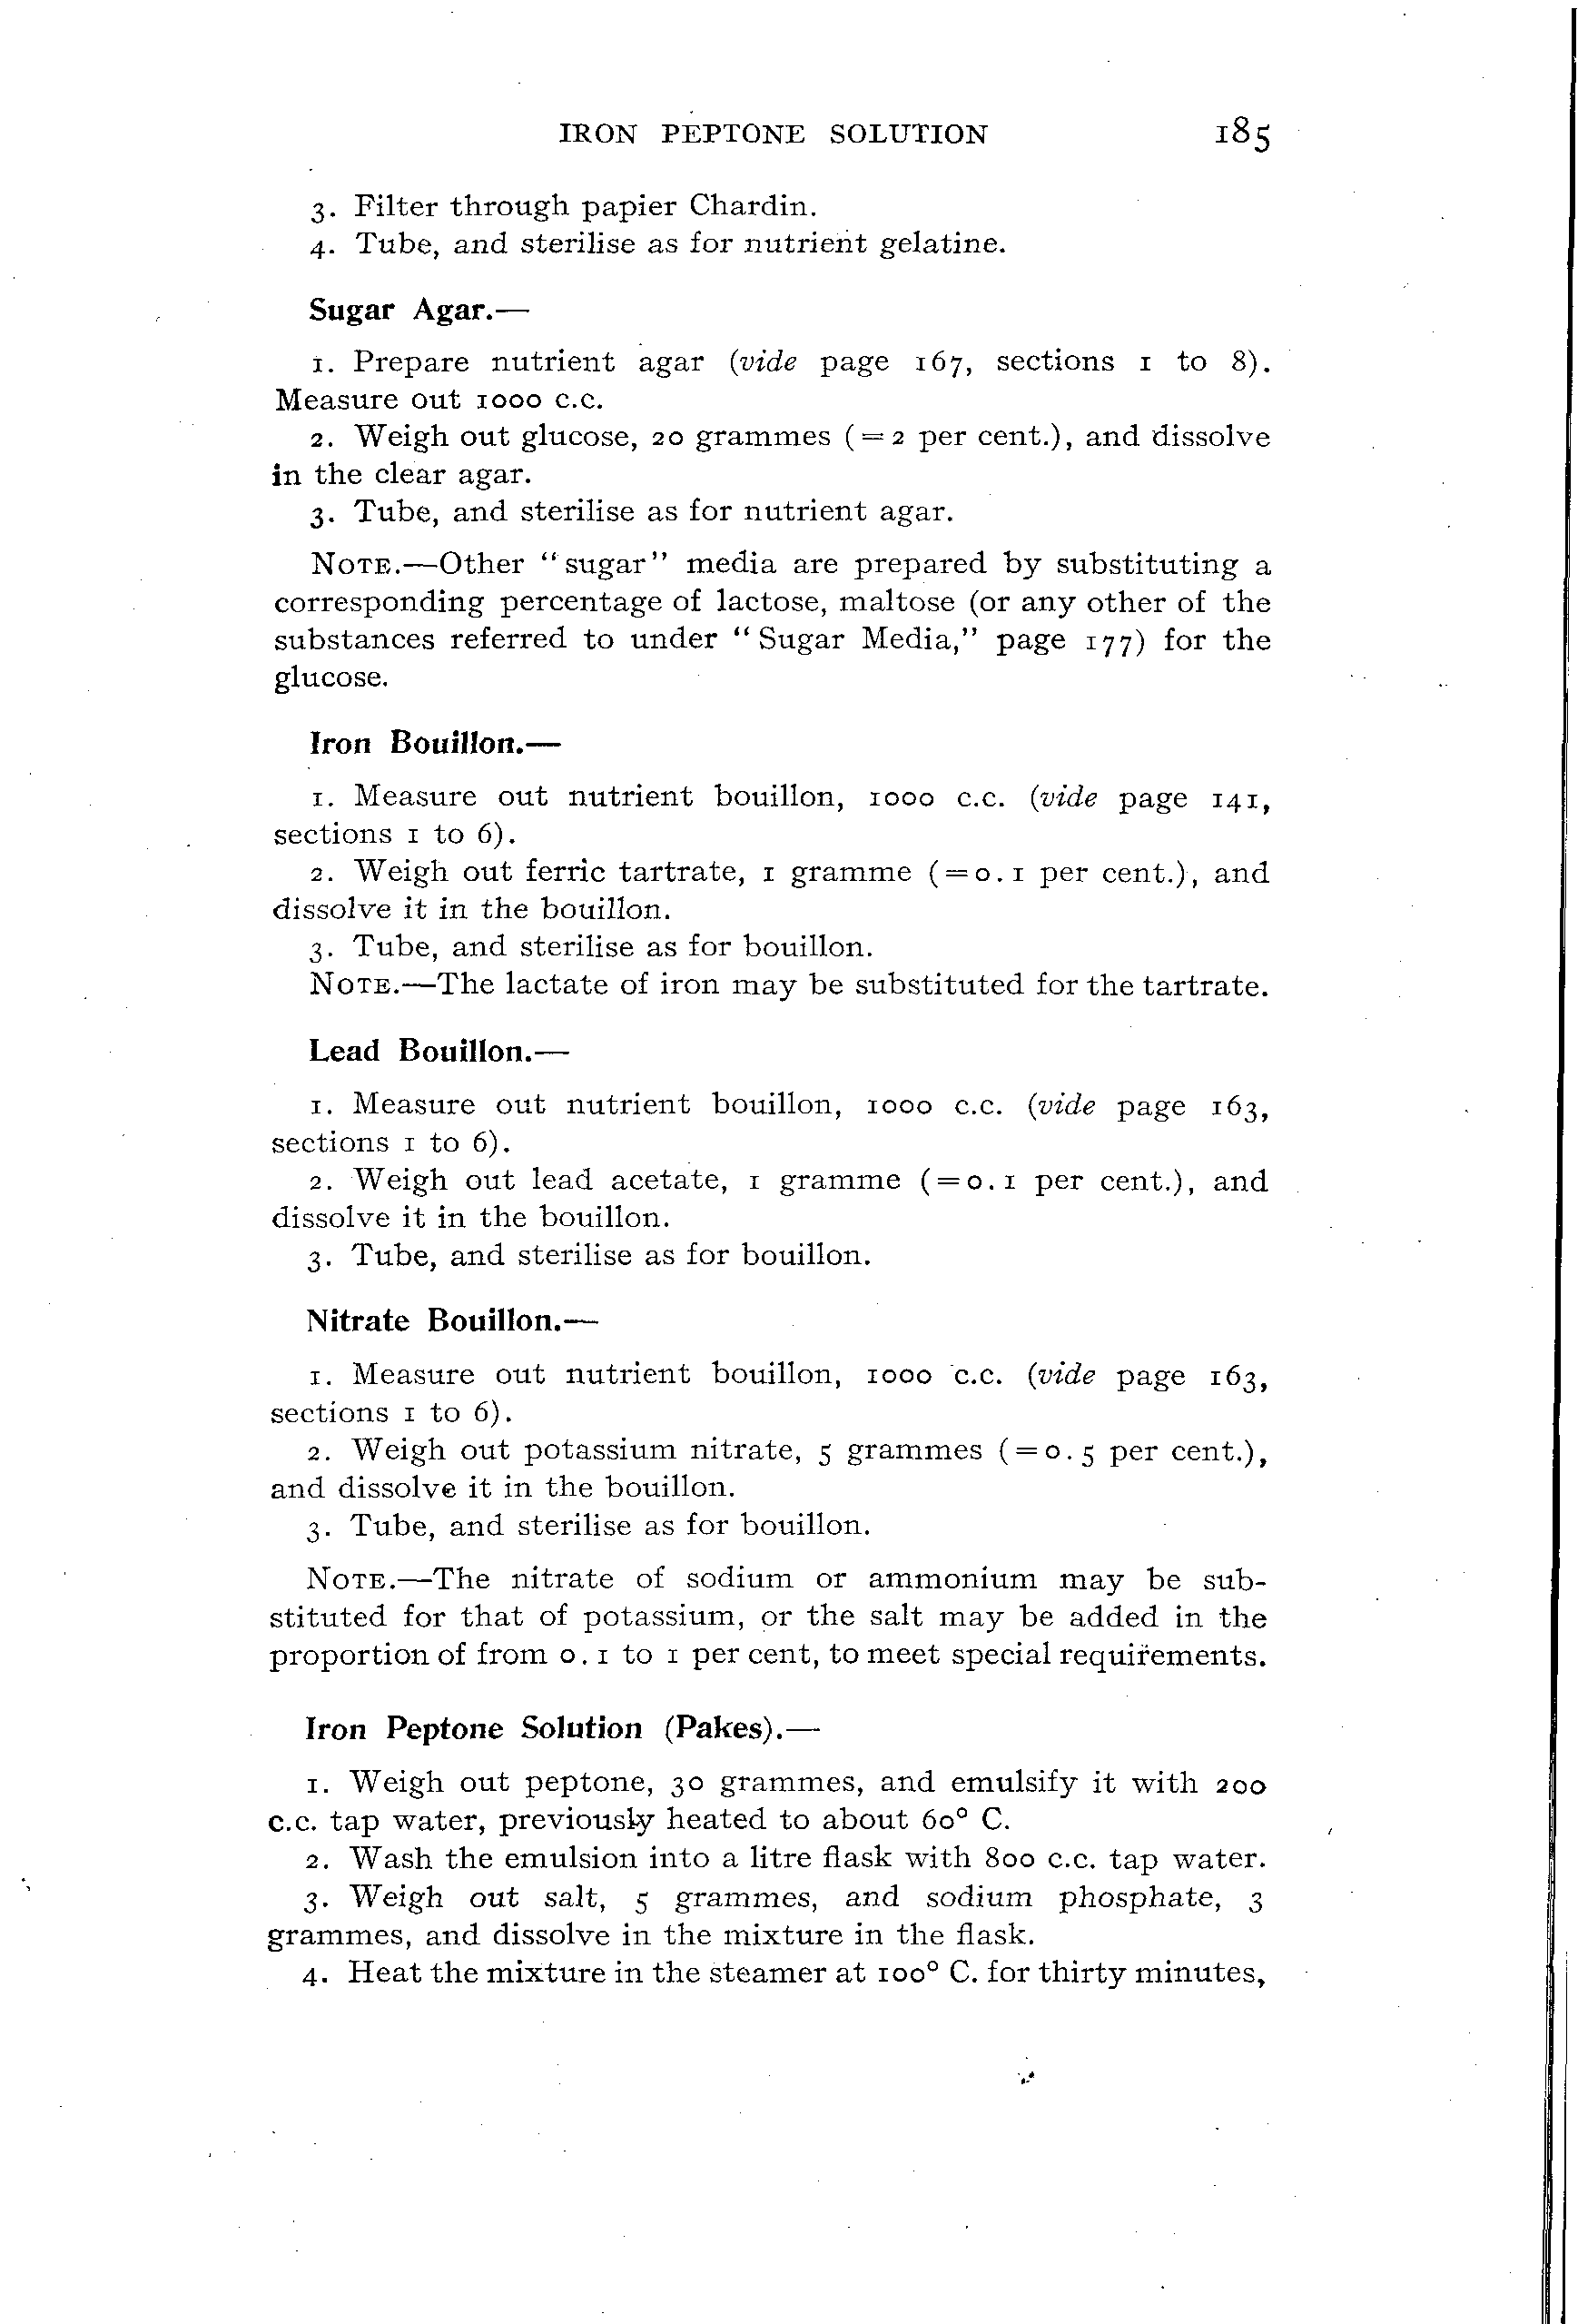 IRON PEPTONE SOLUTION 185
3. Filter through papier Chardin.
4. Tube, and sterilise as for nutrient gelatine.
Sugar Agar.—
1. Prepare nutrient agar (vide page 167, sections 1 to 8).
Measure out 1000 c.c.
2. Weigh out glucose, 20 grammes (=2 per cent.), and dissolve
in the clear agar.
3. Tube, and sterilise as for nutrient agar.
NOTE.—Other "sugar" media are prepared by substituting a
corresponding percentage of lactose, maltose (or any other of the
substances referred to under "Sugar Media," page 177) for the
glucose.
Iron Bouillon.—
1. Measure out nutrient bouillon, 1000 c.c. (vide page 141,
sections 1 to 6).
2. Weigh out ferric tartrate, 1 gramme (=0.1 per cent.), and
dissolve it in the bouillon.
3. Tube, and sterilise as for bouillon.
NOTE.—The lactate of iron may be substituted for the tartrate.
Lead Bouillon.—
1. Measure out nutrient bouillon, 1000 c.c. (vide page 163,
sections 1 to 6).
2. Weigh out lead acetate, 1 gramme (=0.1 per cent.), and
dissolve it in the bouillon.
3. Tube, and sterilise as for bouillon.
Nitrate Bouillon.—
1. Measure out nutrient bouillon, 1000 c.c. (vide page 163,
sections 1 to 6).
2. Weigh out potassium nitrate, 5 grammes (=0.5 per cent.),
and dissolve it in the bouillon.
3. Tube, and sterilise as for bouillon.
NOTE.—The nitrate of sodium or ammonium may be sub-
stituted for that of potassium, or the salt may be added in the
proportion of from 0.1 to 1 per cent, to meet special requirements.
Iron Peptone Solution (Pakes).—
1. Weigh out peptone, 30 grammes, and emulsify it with 200
c.c. tap water, previously heated to about 60° C.
2. Wash the emulsion into a litre flask with 800 c.c. tap water.
3. Weigh out salt, 5 grammes, and sodium phosphate, 3
grammes, and dissolve in the mixture in the flask.
4. Heat the mixture in the steamer at 100° C. for thirty minutes,